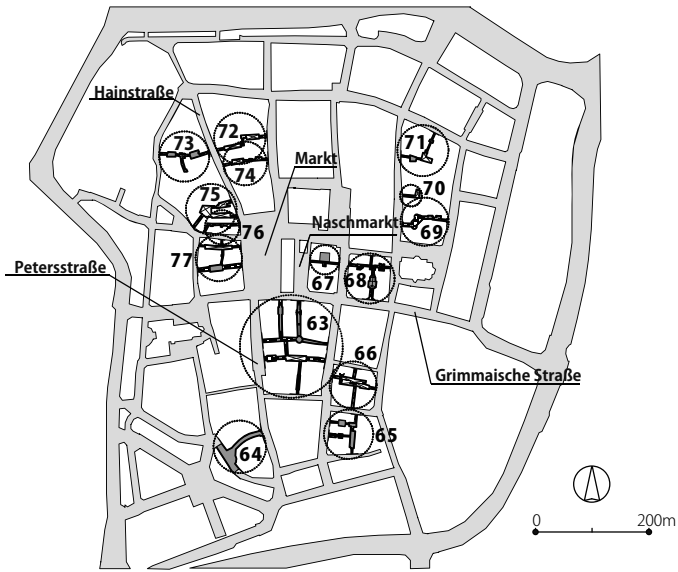 Hainstraße
72
73
71
74
Markt
70
75
Naschmarkt
69
76
77
Petersstraße
67
68
63
66
Grimmaische Straße
65
64
0 200m